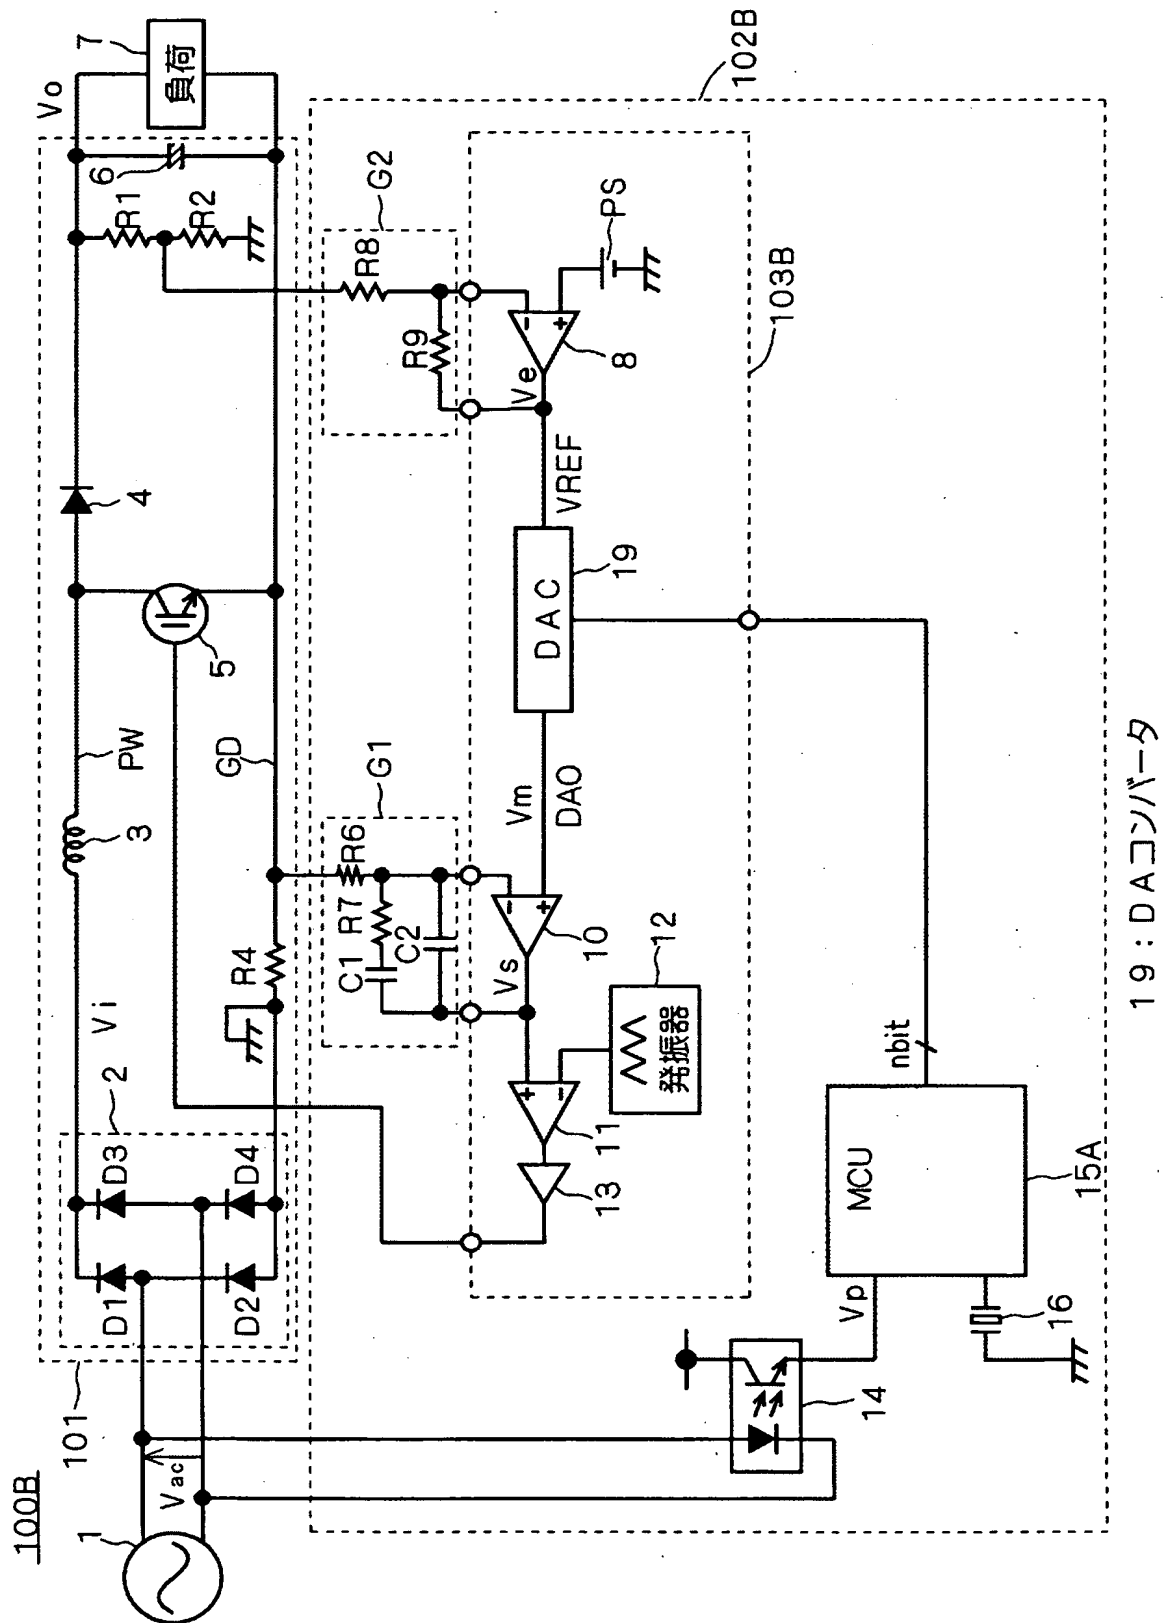 100B
1
Vac
101
2
D1
D2
D3
D4
Vi
3
PW
GD
R4
5
4
Vo
6
R1
R2
7
負荷
G1
R6
R7
C1
C2
G2
R8
R9
102B
103B
PS
8
Ve
VREF
DAC
19
Vm
DAO
10
Vs
12
発振器
11
13
14
Vp
MCU
15A
16
nbit
19：DAコンバータ